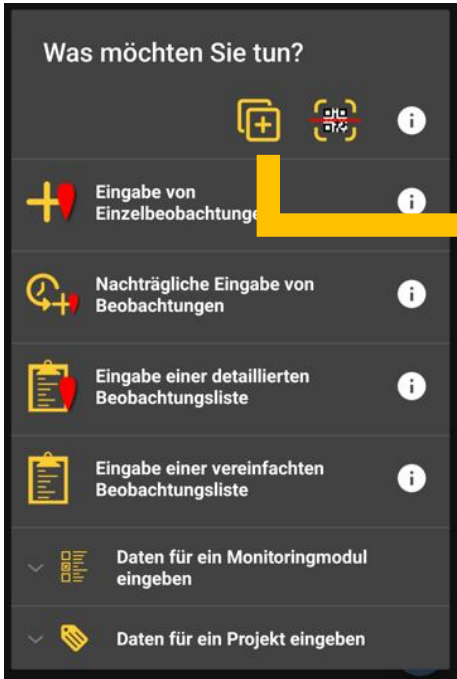 Was möchten Sie tun?
Eingabe von
Einzelbeobachtunge
Nachträgliche Eingabe von
Beobachtungen
Eingabe einer detaillierten
Beobachtungsliste
Eingabe einer vereinfachten
Beobachtungsliste
Daten für ein Monitoringmodul
eingeben
Daten für ein Projekt eingeben